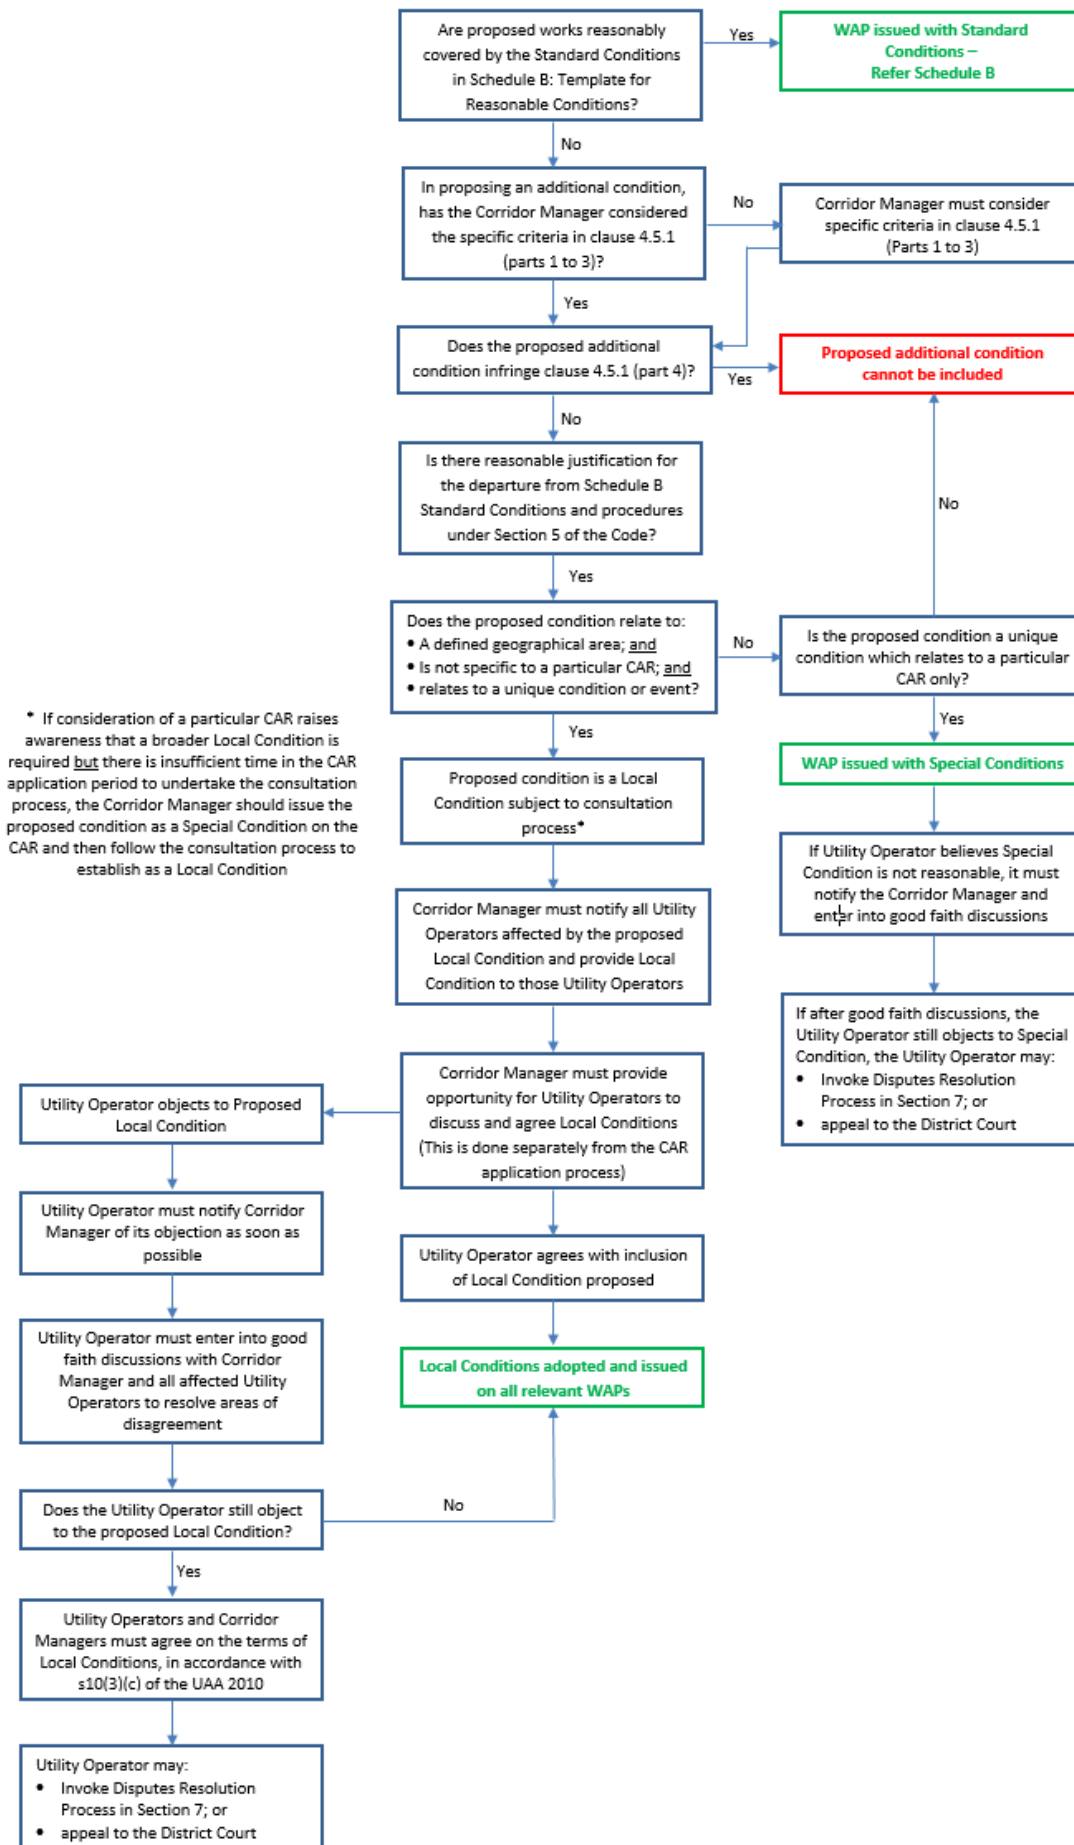 Are proposed works reasonably
covered by the Standard Conditions
in Schedule B: Template for
Reasonable Conditions?
Yes
WAP issued with Standard
Conditions –
Refer Schedule B
No
In proposing an additional condition,
has the Corridor Manager considered
the specific criteria in clause 4.5.1
(parts 1 to 3)?
No
Corridor Manager must consider
specific criteria in clause 4.5.1
(Parts 1 to 3)
Yes
Does the proposed additional
condition infringe clause 4.5.1 (part 4)?
Yes
Proposed additional condition
cannot be included
No
Is there reasonable justification for
the departure from Schedule B
Standard Conditions and procedures
under Section 5 of the Code?
No
Yes
Does the proposed condition relate to:
• A defined geographical area; and
• Is not specific to a particular CAR; and
• relates to a unique condition or event?
No
Is the proposed condition a unique
condition which relates to a particular
CAR only?
* If consideration of a particular CAR raises
awareness that a broader Local Condition is
required but there is insufficient time in the CAR
application period to undertake the consultation
process, the Corridor Manager should issue the
proposed condition as a Special Condition on the
CAR and then follow the consultation process to
establish as a Local Condition
Yes
Yes
Proposed condition is a Local
Condition subject to consultation
process*
WAP issued with Special Conditions
If Utility Operator believes Special
Condition is not reasonable, it must
notify the Corridor Manager and
enter into good faith discussions
Corridor Manager must notify all Utility
Operators affected by the proposed
Local Condition and provide Local
Condition to those Utility Operators
If after good faith discussions, the
Utility Operator still objects to Special
Condition, the Utility Operator may:
• Invoke Disputes Resolution
Process in Section 7; or
• appeal to the District Court
Corridor Manager must provide
opportunity for Utility Operators to
discuss and agree Local Conditions
(This is done separately from the CAR
application process)
Utility Operator objects to Proposed
Local Condition
Utility Operator must notify Corridor
Manager of its objection as soon as
possible
Utility Operator agrees with inclusion
of Local Condition proposed
Utility Operator must enter into good
faith discussions with Corridor
Manager and all affected Utility
Operators to resolve areas of
disagreement
Local Conditions adopted and issued
on all relevant WAPs
Does the Utility Operator still object
to the proposed Local Condition?
No
Yes
Utility Operators and Corridor
Managers must agree on the terms of
Local Conditions, in accordance with
s10(3)(c) of the UAA 2010
Utility Operator may:
• Invoke Disputes Resolution
Process in Section 7; or
• appeal to the District Court